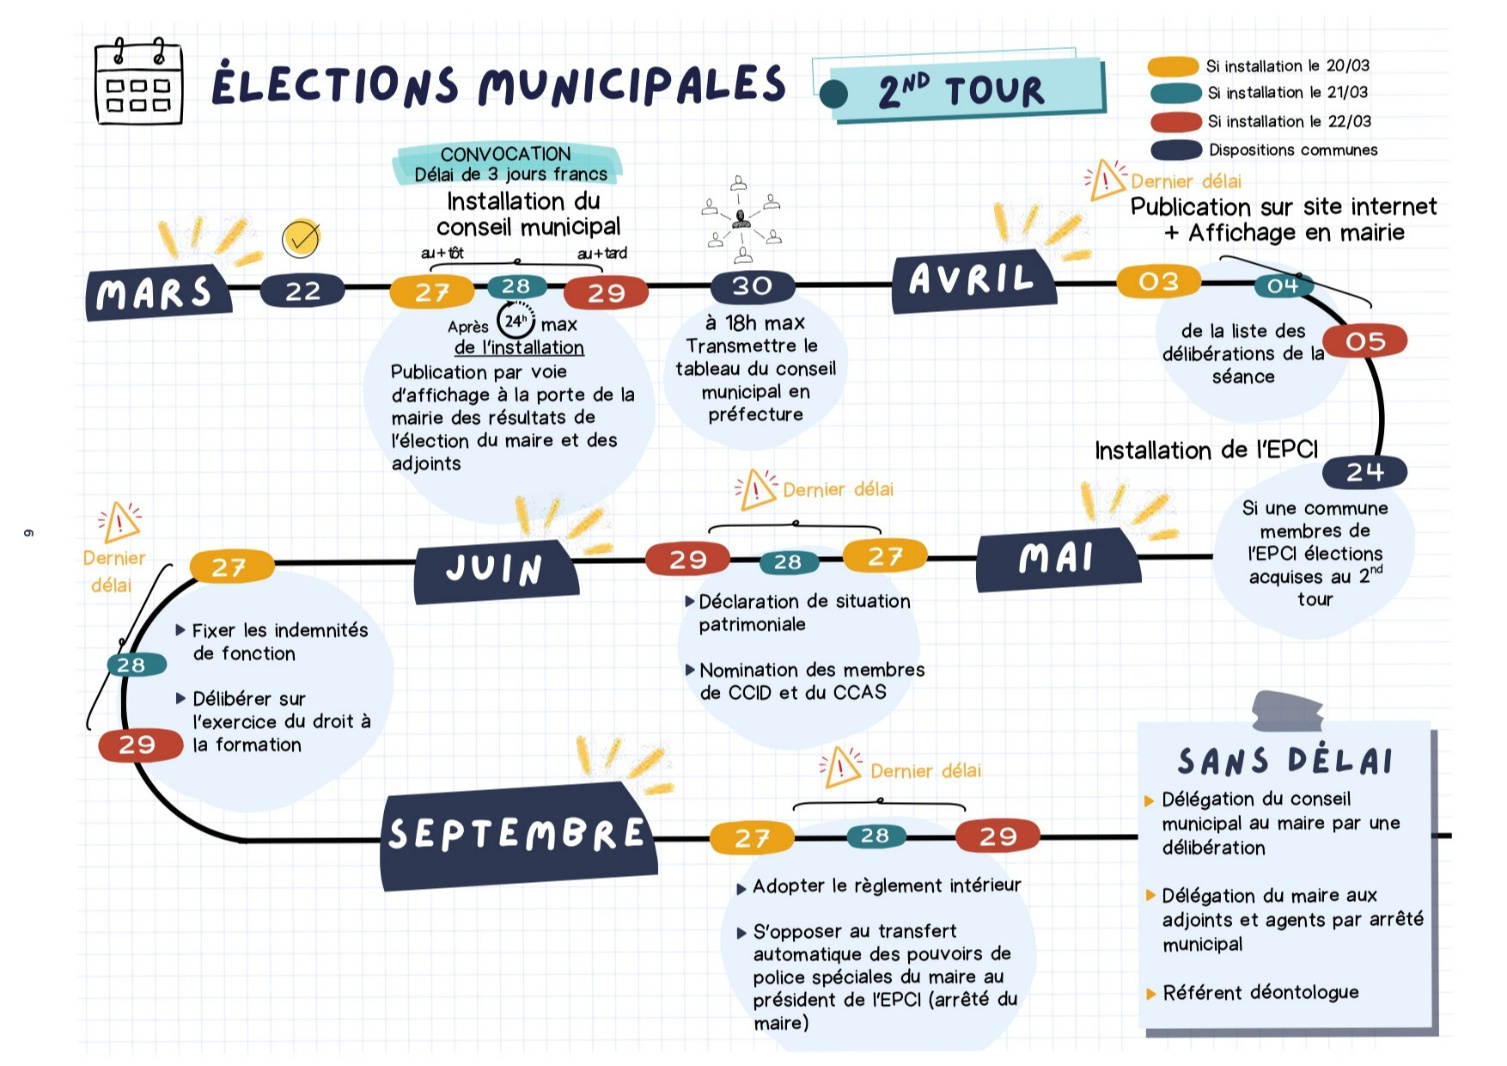 ÉLECTIONS MUNICIPALES
2ND TOUR
Si installation le 20/03
Si installation le 21/03
Si installation le 22/03
Dispositions communes
CONVOCATION
Délai de 3 jours francs
Installation du
conseil municipal
au+tôt
au+tard
MARS
22
27
28
29
30
Après 24h max
de l'installation
Publication par voie
d'affichage à la porte de la
mairie des résultats de
l'élection du maire et des
adjoints
à 18h max
Transmettre le
tableau du conseil
municipal en
préfecture
AVRIL
Dernier délai
Publication sur site internet
+ Affichage en mairie
03
04
05
de la liste des
délibérations de la
séance
Installation de l'EPCI
24
Si une commune
membres de
l'EPCI élections
acquises au 2nd
tour
MAI
Dernier délai
27
28
29
Déclaration de situation
patrimoniale
Nomination des membres
de CCID et du CCAS
JUIN
Dernier
délai
27
28
29
Fixer les indemnités
de fonction
Délibérer sur
l'exercice du droit à
la formation
SEPTEMBRE
Dernier délai
27
28
29
Adopter le règlement intérieur
S'opposer au transfert
automatique des pouvoirs de
police spéciales du maire au
président de l'EPCI (arrêté du
maire)
SANS DÉLAI
Délégation du conseil
municipal au maire par une
délibération
Délégation du maire aux
adjoints et agents par arrêté
municipal
Référent déontologue
6